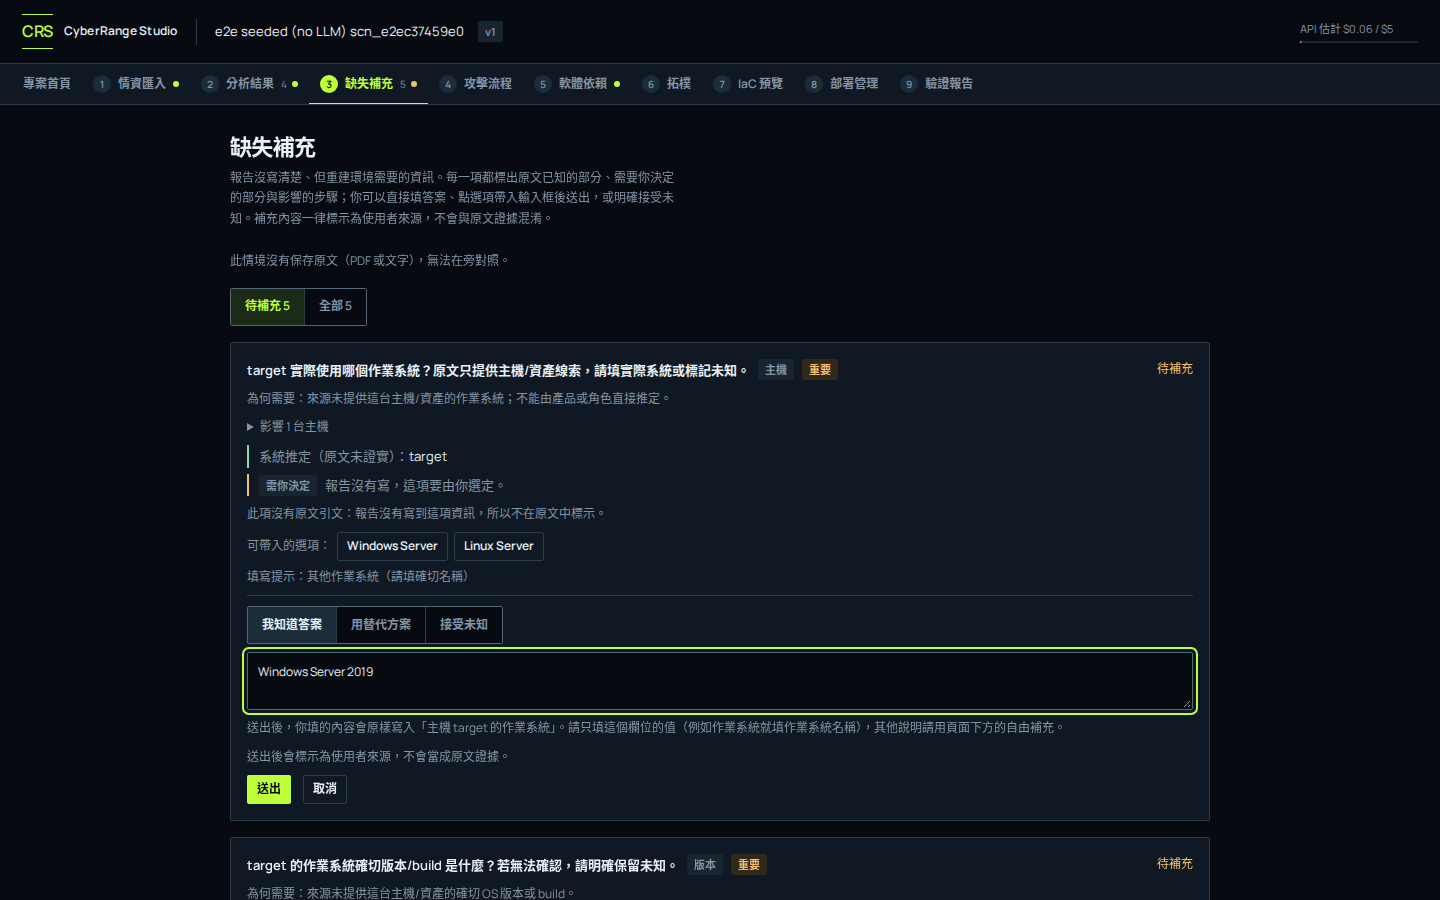 CRS CyberRange Studio e2e seeded (no LLM) scn_e2ec37459e0 v1 API 估計 $0.06 / $5
專案首頁 1 情資匯入 2 分析結果 4 3 缺失補充 5 4 攻擊流程 5 軟體依賴 6 拓樸 7 IaC 預覽 8 部署管理 9 驗證報告
缺失補充
報告沒寫清楚、但重建環境需要的資訊。每一項都標出原文已知的部分、需要你決定
的部分與影響的步驟；你可以直接填答案、點選項帶入輸入框後送出，或明確接受未
知。補充內容一律標示為使用者來源，不會與原文證據混淆。
此情境沒有保存原文（PDF 或文字），無法在旁對照。
待補充 5 全部 5
target 實際使用哪個作業系統？原文只提供主機/資產線索，請填實際系統或標記未知。 主機 重要 待補充
為何需要：來源未提供這台主機/資產的作業系統；不能由產品或角色直接推定。
▶ 影響 1 台主機
系統推定（原文未證實）：target
需你決定 報告沒有寫，這項要由你選定。
此項沒有原文引文：報告沒有寫到這項資訊，所以不在原文中標示。
可帶入的選項： Windows Server Linux Server
填寫提示：其他作業系統（請填確切名稱）
我知道答案 用替代方案 接受未知
Windows Server 2019
送出後，你填的內容會原樣寫入「主機 target 的作業系統」。請只填這個欄位的值（例如作業系統就填作業系統名稱），其他說明請用頁面下方的自由補充。
送出後會標示為使用者來源，不會當成原文證據。
送出 取消
target 的作業系統確切版本/build 是什麼？若無法確認，請明確保留未知。 版本 重要 待補充
為何需要：來源未提供這台主機/資產的確切 OS 版本或 build。